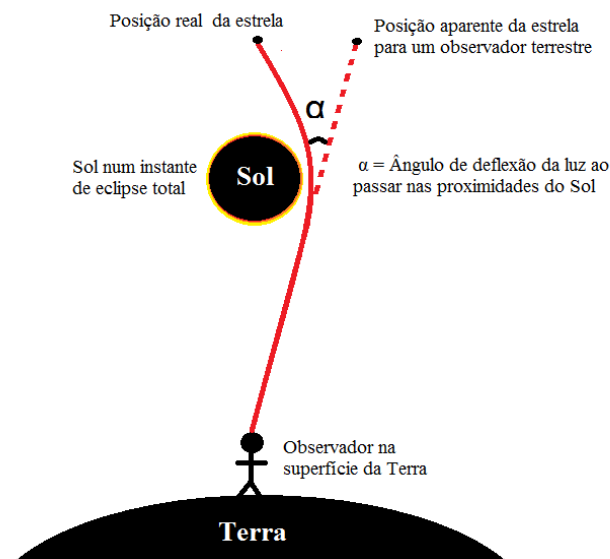 Posição real da estrela
Posição aparente da estrela
para um observador terrestre
α
Sol num instante
de eclipse total
Sol
α = Ângulo de deflexão da luz ao
passar nas proximidades do Sol
Observador na
superfície da Terra
Terra